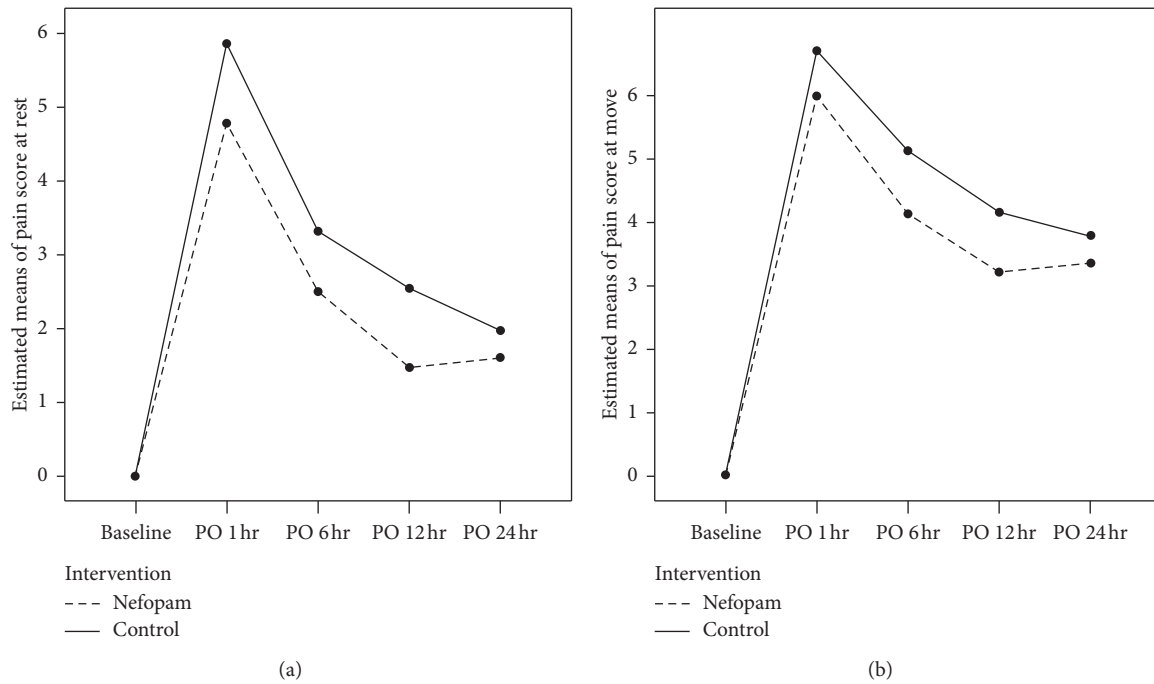 Estimated means of pain score at rest
6
5
4
3
2
1
0
Baseline PO 1 hr PO 6 hr PO 12 hr PO 24 hr
Intervention
Nefopam
Control
(a)
Estimated means of pain score at move
6
5
4
3
2
1
0
Baseline PO 1 hr PO 6 hr PO 12 hr PO 24 hr
Intervention
Nefopam
Control
(b)